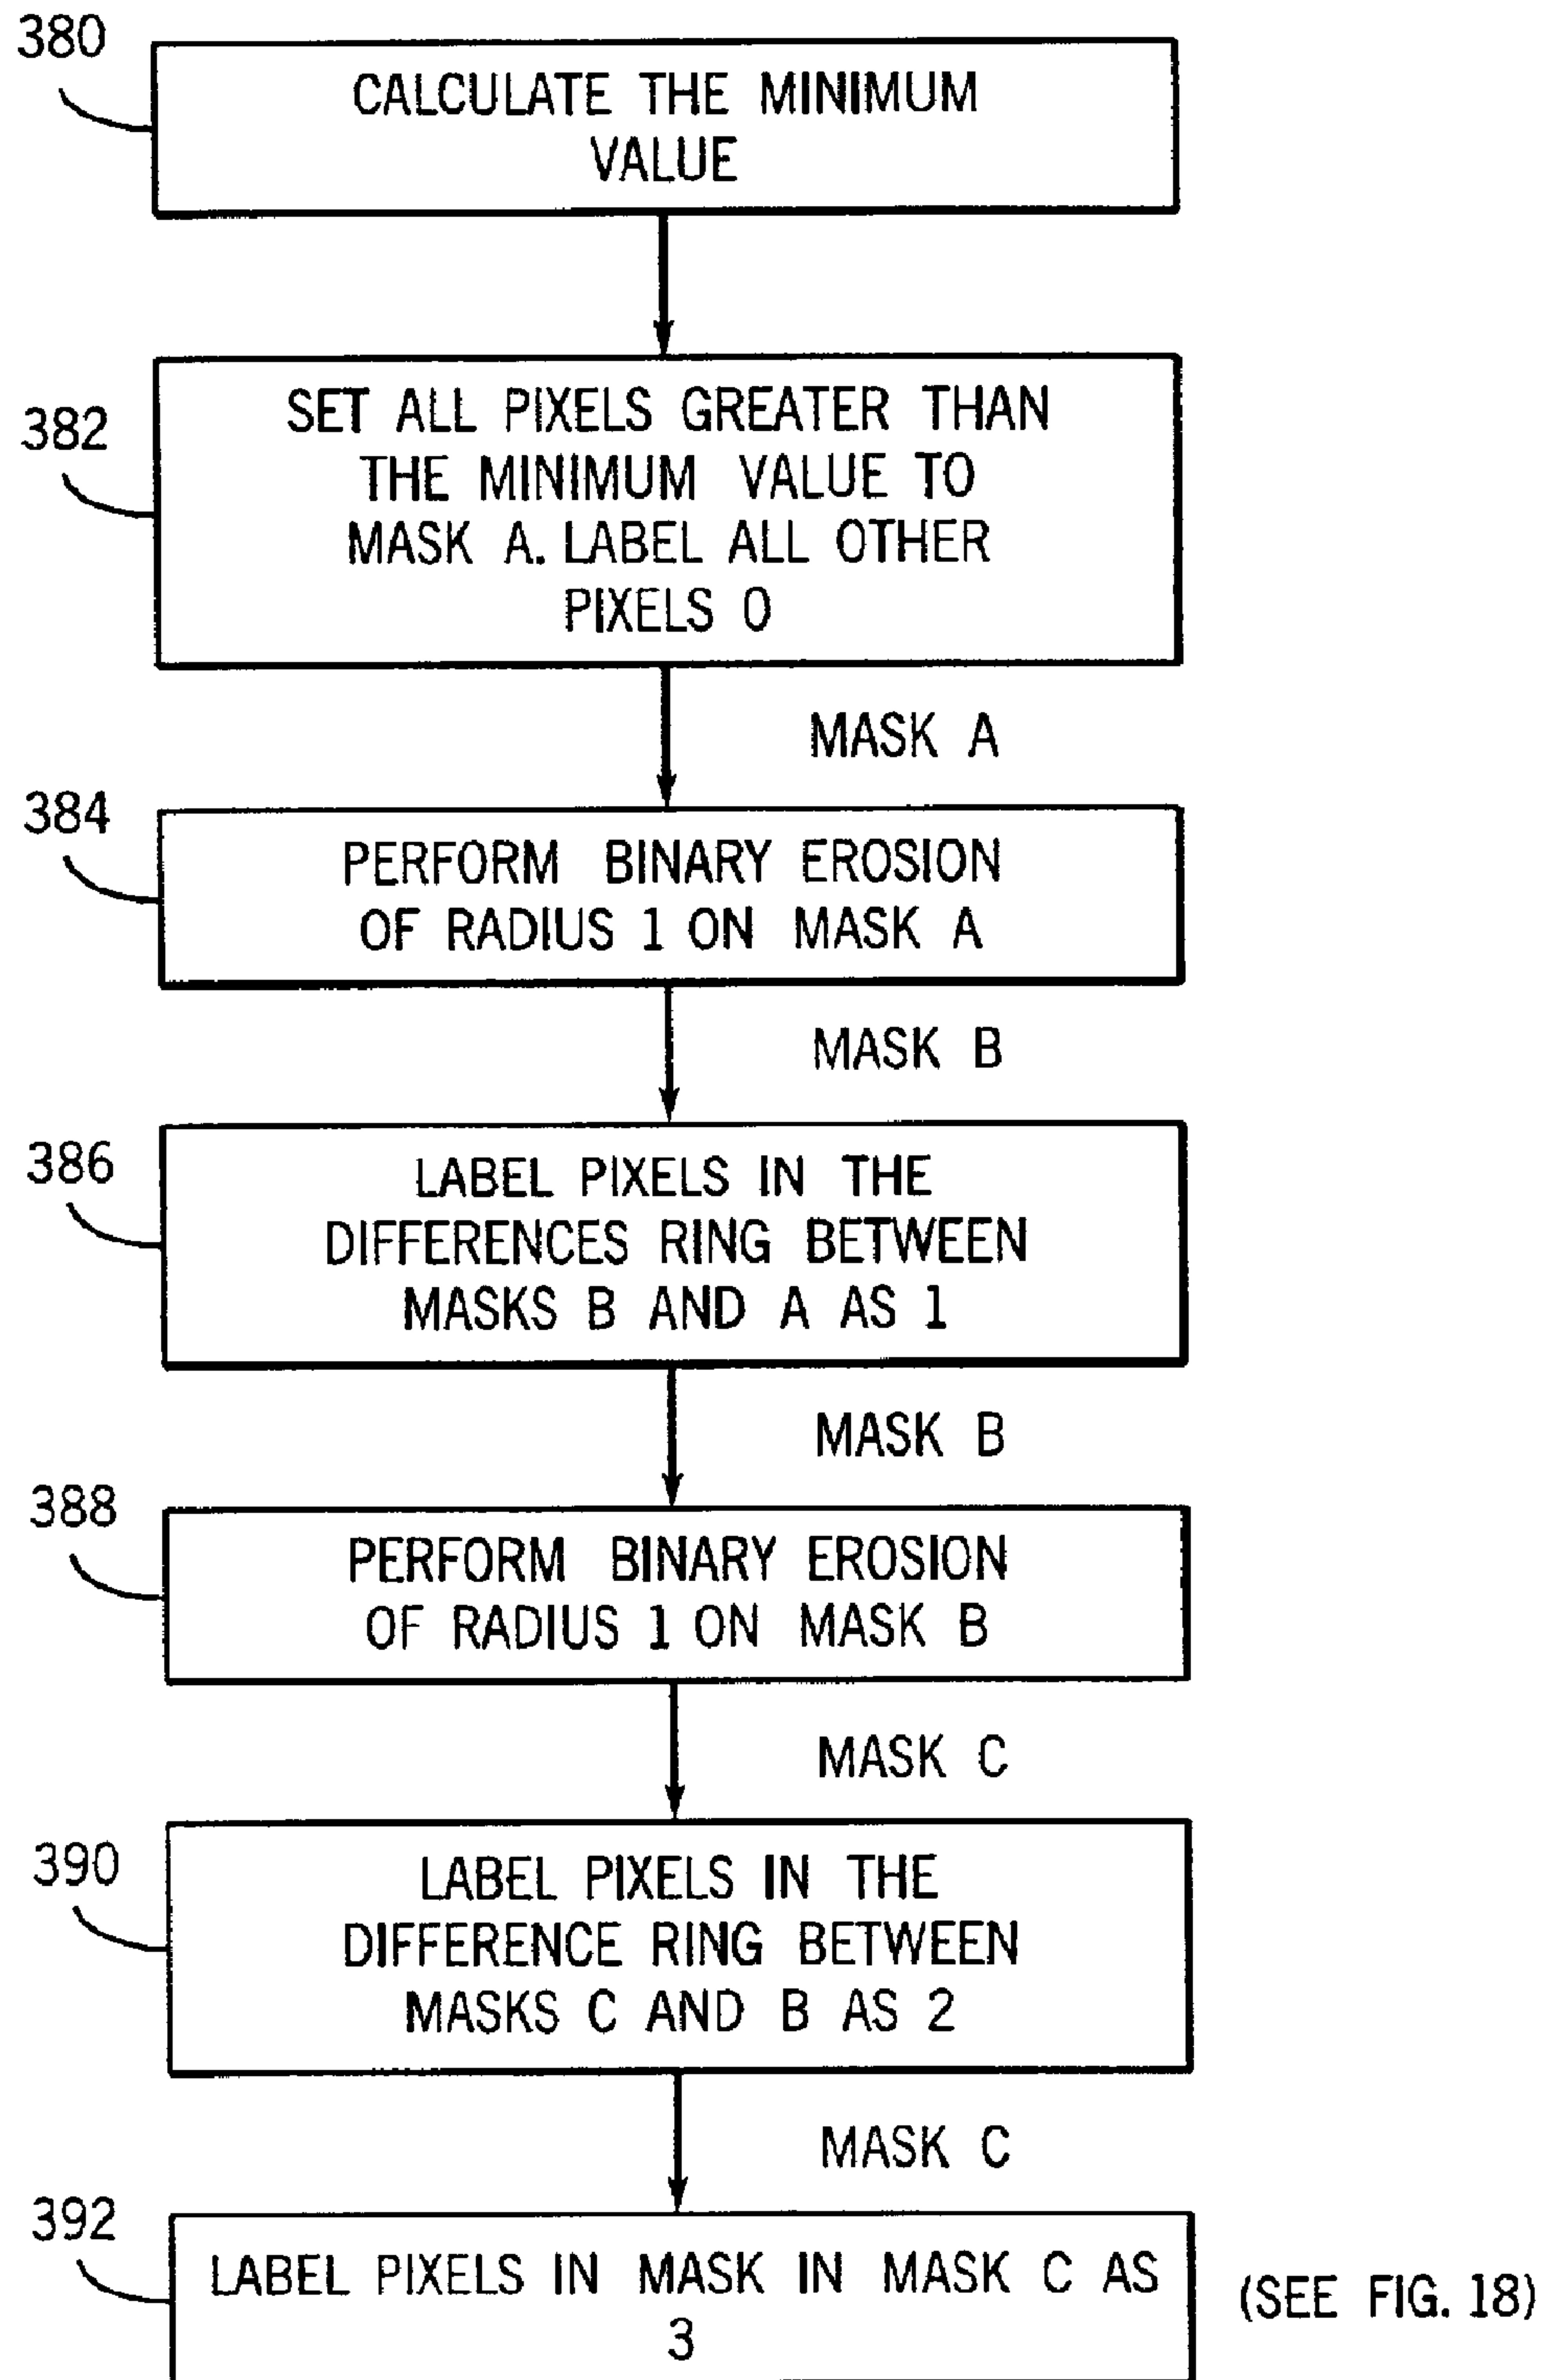 380
CALCULATE THE MINIMUM
VALUE
382
SET ALL PIXELS GREATER THAN
THE MINIMUM VALUE TO
MASK A. LABEL ALL OTHER
PIXELS 0
MASK A
384
PERFORM BINARY EROSION
OF RADIUS 1 ON MASK A
MASK B
386
LABEL PIXELS IN THE
DIFFERENCES RING BETWEEN
MASKS B AND A AS 1
MASK B
388
PERFORM BINARY EROSION
OF RADIUS 1 ON MASK B
MASK C
390
LABEL PIXELS IN THE
DIFFERENCE RING BETWEEN
MASKS C AND B AS 2
MASK C
392
LABEL PIXELS IN MASK IN MASK C AS
3
(SEE FIG. 18)